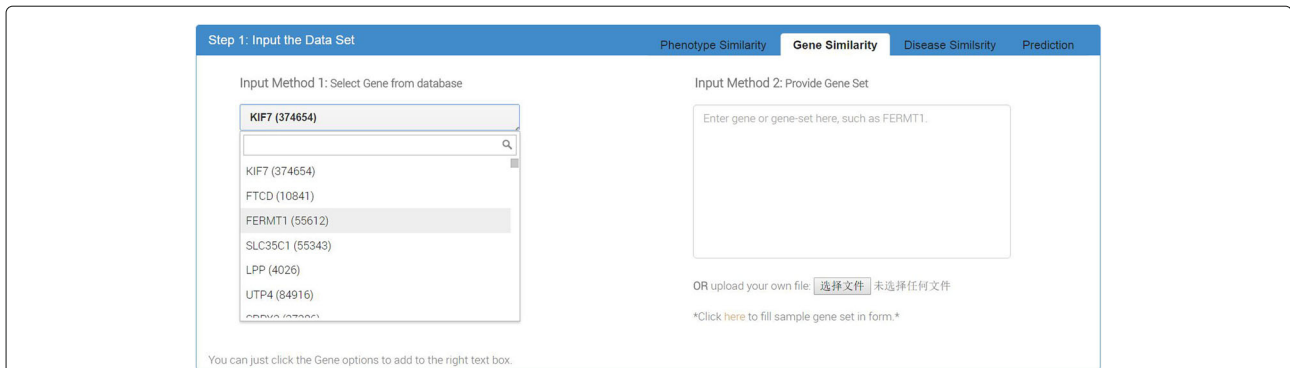 Step 1: Input the Data Set
Phenotype Similarity
Gene Similarity
Disease Similsrity
Prediction
Input Method 1: Select Gene from database
KIF7 (374654)
KIF7 (374654)
FTCD (10841)
FERMT1 (55612)
SLC35C1 (55343)
LPP (4026)
UTP4 (84916)
You can just click the Gene options to add to the right text box.
Input Method 2: Provide Gene Set
Enter gene or gene-set here, such as FERMT1.
OR upload your own file: 选择文件 未选择任何文件
*Click here to fill sample gene set in form.*